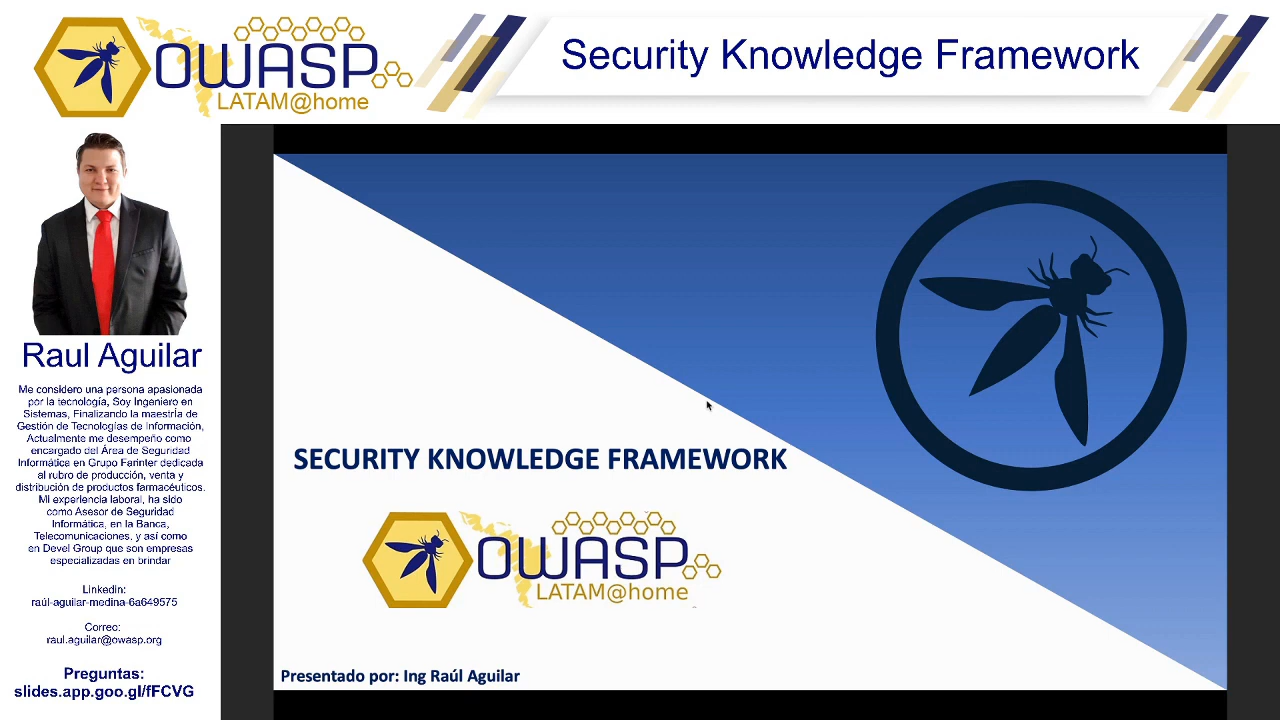 OWASP
LATAM@home
Security Knowledge Framework
Raul Aguilar
Me considero una persona apasionada
por la tecnología, Soy Ingeniero en
Sistemas, Finalizando la maestría de
Gestión de Tecnologías de Información,
Actualmente me desempeño como
encargado del Área de Seguridad
Informática en Grupo Farinter dedicada
al rubro de producción, venta y
distribución de productos farmacéuticos.
Mi experiencia laboral, ha sido
como Asesor de Seguridad
Informática, en la Banca,
Telecomunicaciones, y así como
en Devel Group que son empresas
especializadas en brindar
Linkedin:
raúl-aguilar-medina-6a649575
Correo:
raul.aguilar@owasp.org
Preguntas:
slides.app.goo.gl/fFCVG
SECURITY KNOWLEDGE FRAMEWORK
OWASP
LATAM@home
Presentado por: Ing Raúl Aguilar